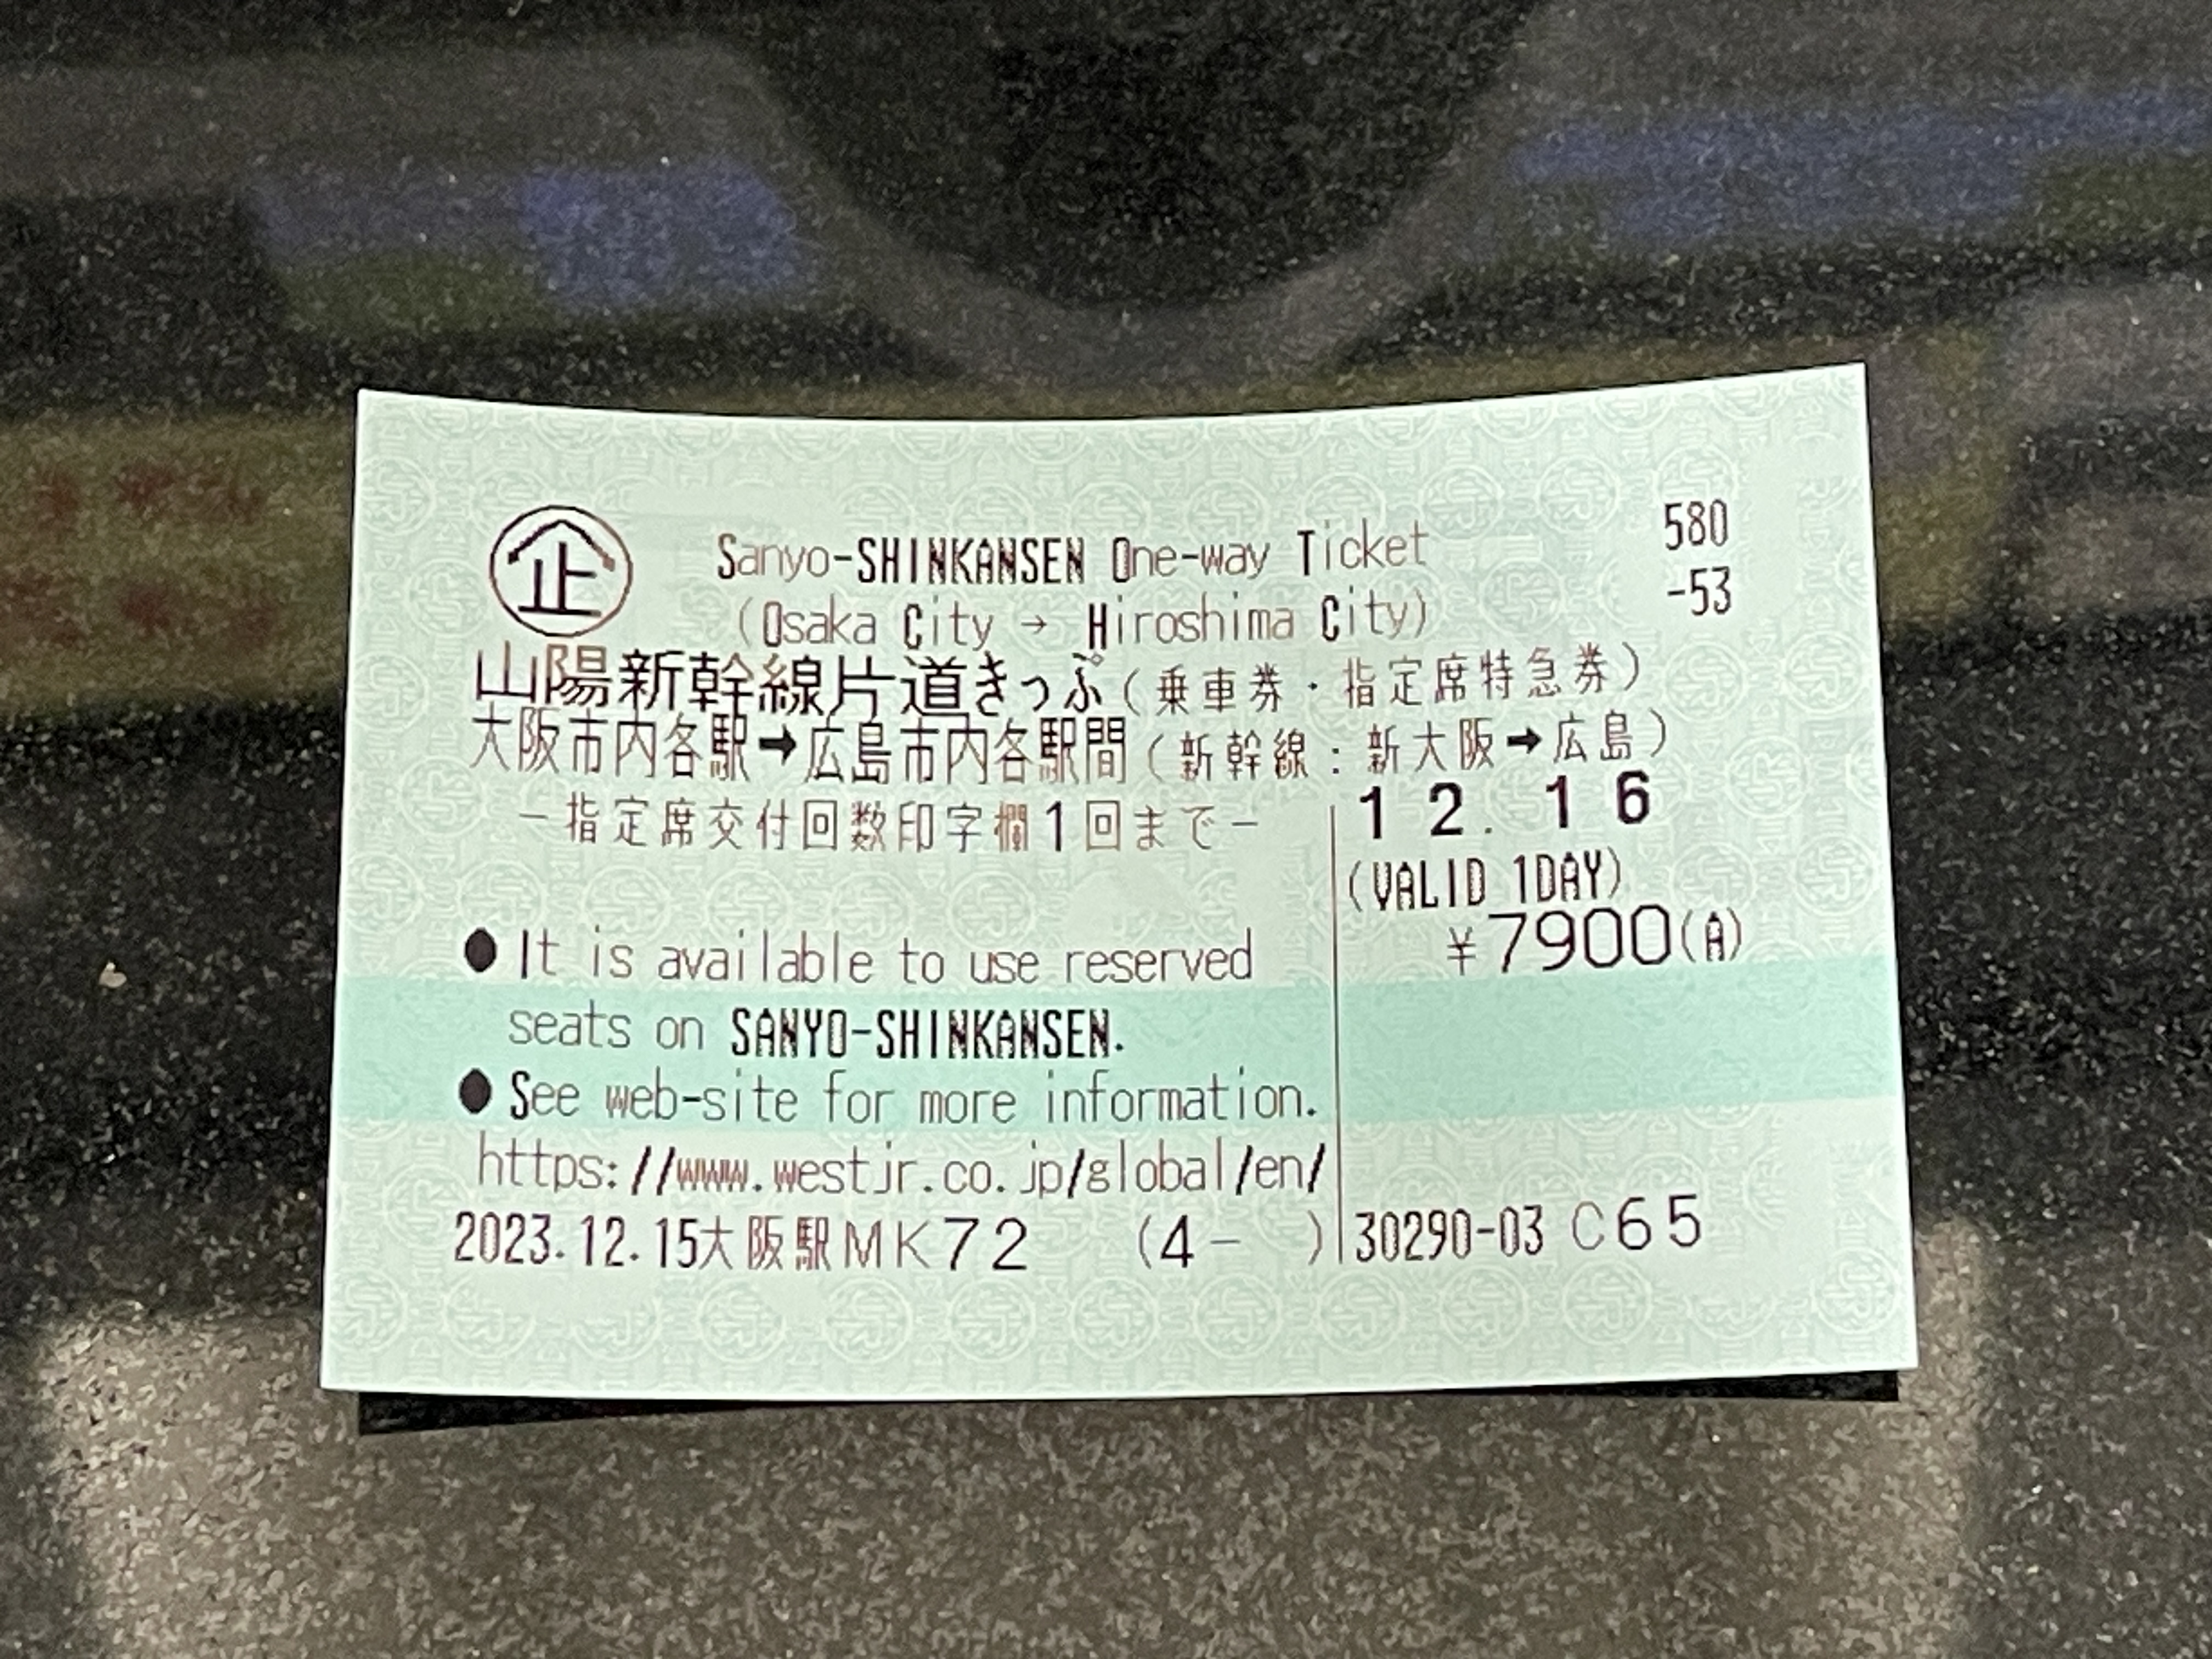 企 Sanyo-SHINKANSEN One-way Ticket 580
(Osaka City → Hiroshima City) -53
山陽新幹線片道きっぷ(乗車券・指定席特急券)
大阪市内各駅➡広島市内各駅間(新幹線:新大阪➡広島)
-指定席交付回数印字欄1回まで- 12.16
(VALID 1DAY)
¥7900(A)
●It is available to use reserved
seats on SANYO-SHINKANSEN.
●See web-site for more information.
https://www.westjr.co.jp/global/en/
2023.12.15大阪駅MK72 (4- ) 30290-03 C65